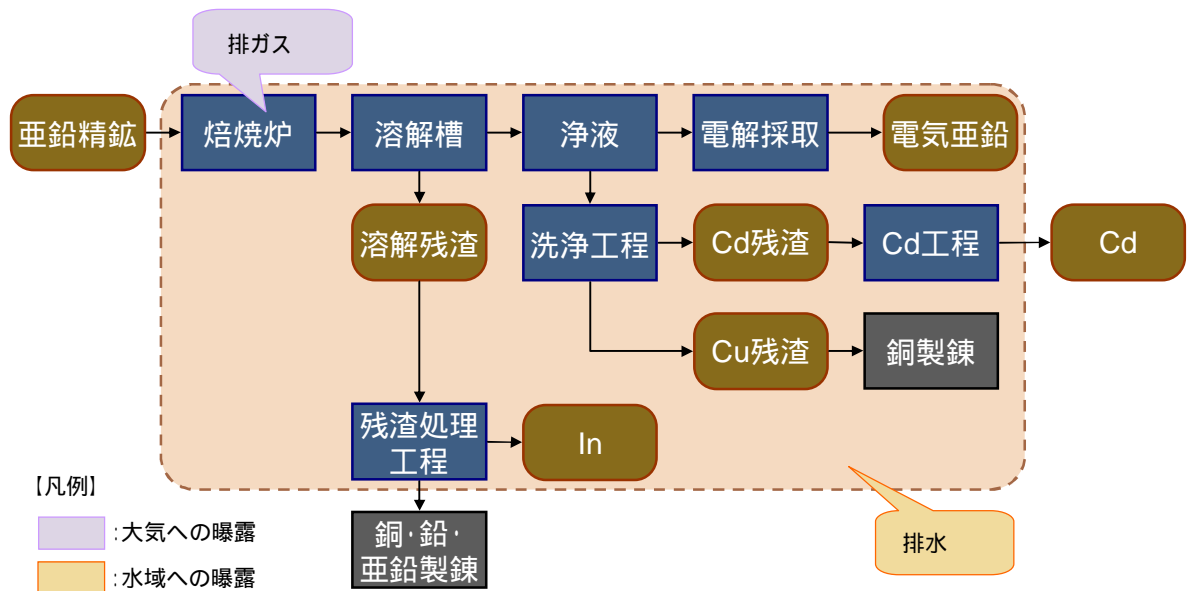 排ガス
亜鉛精鉱
焙焼炉
溶解槽
浄液
電解採取
電気亜鉛
溶解残渣
洗浄工程
Cd残渣
Cd工程
Cd
Cu残渣
銅製錬
残渣処理
工程
In
【凡例】
:大気への曝露
:水域への曝露
銅・鉛・
亜鉛製錬
排水